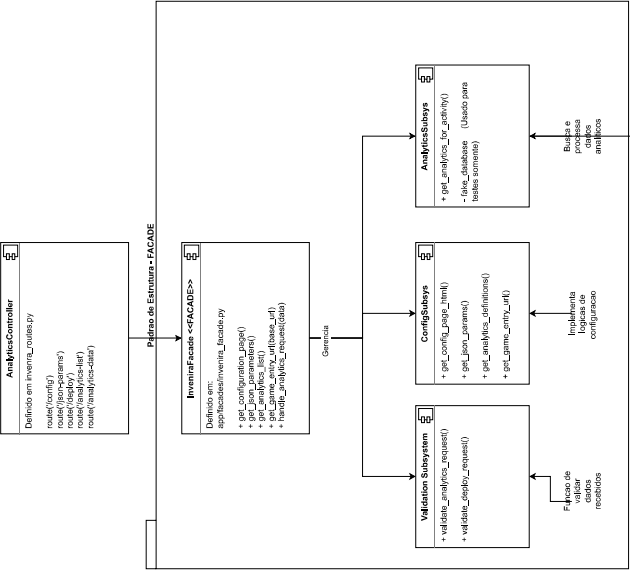 AnalyticsController
Definido em invenira_routes.py
route('/config')
route('/json-params')
route('/deploy')
route('/analytics-list')
route('/analytics-data')
Padrao de Estrutura - FACADE
InveniraFacade <<FACADE>>
Definido em:
app/facades/invenira_facade.py
+ get_configuration_page()
+ get_json_parameters()
+ get_analytics_list()
+ get_game_entry_url(base_url)
+ handle_analytics_request(data)
Gerencia
Validation Subsystem
+ validate_analytics_request()
+ validate_deploy_request()
ConfigSubsys
+ get_config_page_html()
+ get_json_params()
+ get_analytics_definitions()
+ get_game_entry_url()
AnalyticsSubsys
+ get_analytics_for_activity()
- fake_database (Usado para
testes somente)
Funcao de
validar
dados
recebidos
Implementa
logicas de
configuracao
Busca e
processa
dados
analiticos